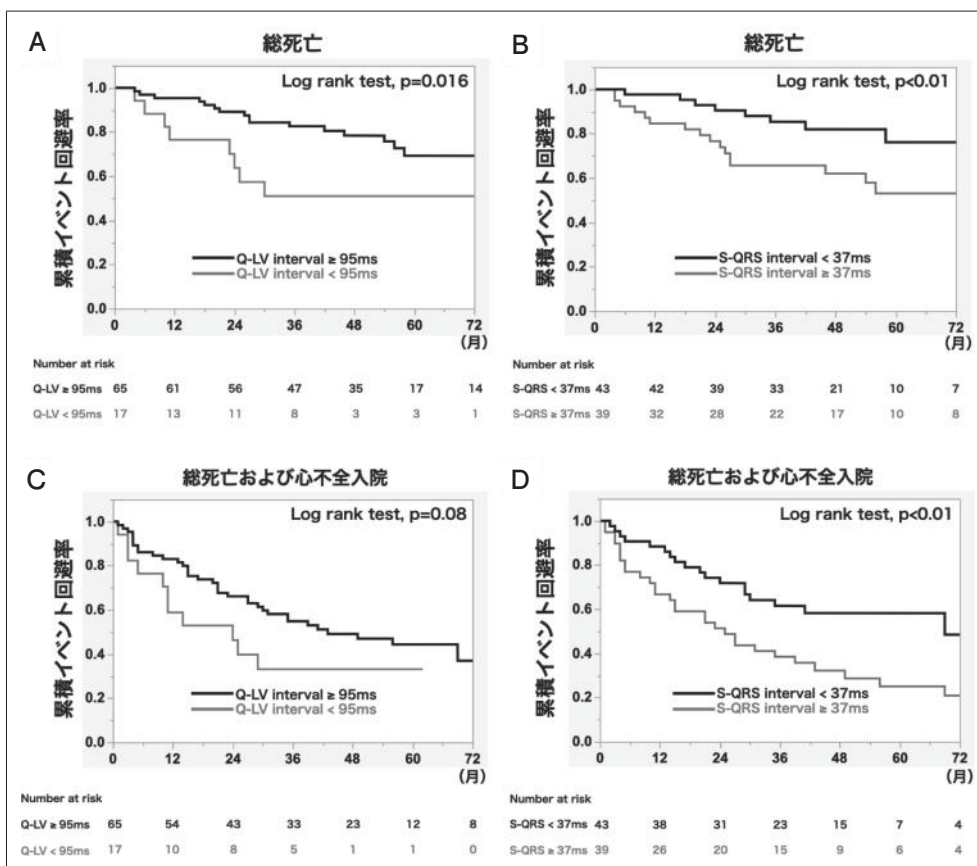 A
総死亡
Log rank test, p=0.016
累積イベント回避率
1.0
0.8
0.6
0.4
0.2
0.0
Q-LV interval ≥ 95ms
Q-LV interval < 95ms
0 12 24 36 48 60 72
(月)
Number at risk
Q-LV ≥ 95ms 65 61 56 47 35 17 14
Q-LV < 95ms 17 13 11 8 3 3 1
B
総死亡
Log rank test, p<0.01
累積イベント回避率
1.0
0.8
0.6
0.4
0.2
0.0
S-QRS interval < 37ms
S-QRS interval ≥ 37ms
0 12 24 36 48 60 72
(月)
Number at risk
S-QRS < 37ms 43 42 39 33 21 10 7
S-QRS ≥ 37ms 39 32 28 22 17 10 8
C
総死亡および心不全入院
Log rank test, p=0.08
累積イベント回避率
1.0
0.8
0.6
0.4
0.2
0.0
Q-LV interval ≥ 95ms
Q-LV interval < 95ms
0 12 24 36 48 60 72
(月)
Number at risk
Q-LV ≥ 95ms 65 54 43 33 23 12 8
Q-LV < 95ms 17 10 8 5 1 1 0
D
総死亡および心不全入院
Log rank test, p<0.01
累積イベント回避率
1.0
0.8
0.6
0.4
0.2
0.0
S-QRS interval < 37ms
S-QRS interval ≥ 37ms
0 12 24 36 48 60 72
(月)
Number at risk
S-QRS < 37ms 43 38 31 23 15 7 4
S-QRS ≥ 37ms 39 26 20 15 9 6 4